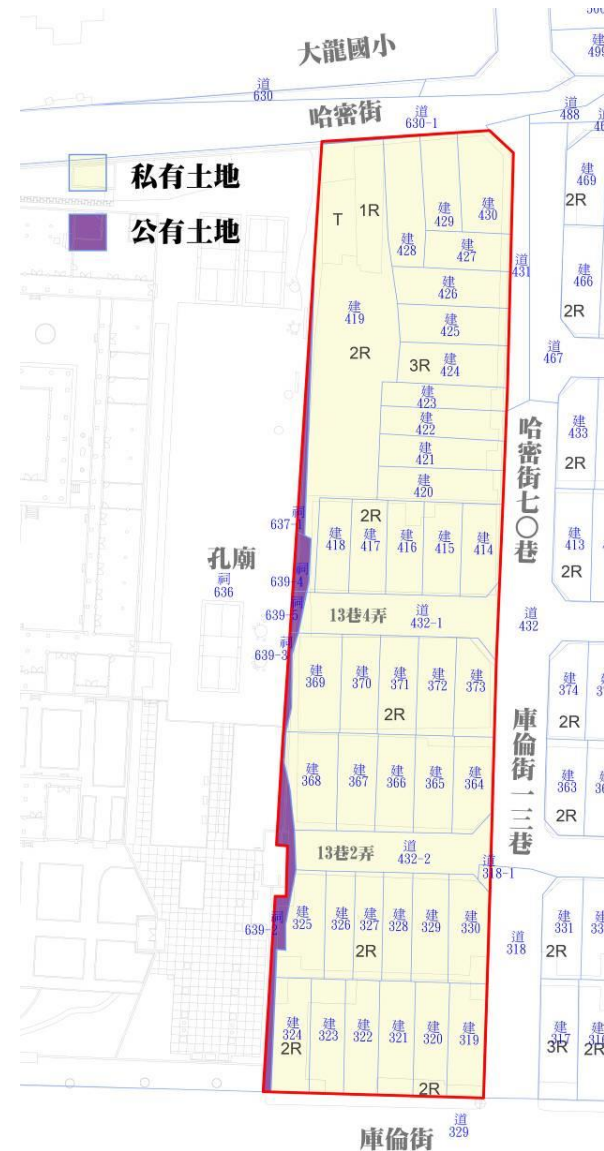 大龍國小
道
630
哈密街
道
630-1
道
488
建
469
2R
私有土地
公有土地
T
1R
建
428
建
429
建
430
建
427
道
431
建
426
建
466
2R
建
419
2R
建
425
道
467
3R
建
424
建
423
建
422
建
421
建
420
哈密街七〇巷
建
433
2R
祠
637-1
2R
建
418
建
417
建
416
建
415
建
414
建
413
2R
孔廟
祠
636
祠
639-4
祠
639-5
祠
639-3
13巷4弄
道
432-1
道
432
建
369
建
370
建
371
建
372
建
373
2R
建
374
2R
庫倫街一三巷
建
368
建
367
建
366
建
365
建
364
建
363
2R
13巷2弄
道
432-2
道
318-1
祠
639-2
建
325
建
326
建
327
建
328
建
329
建
330
2R
道
318
建
331
2R
建
324
2R
建
323
建
322
建
321
建
320
建
319
2R
建
317
3R
2R
庫倫街
道
329